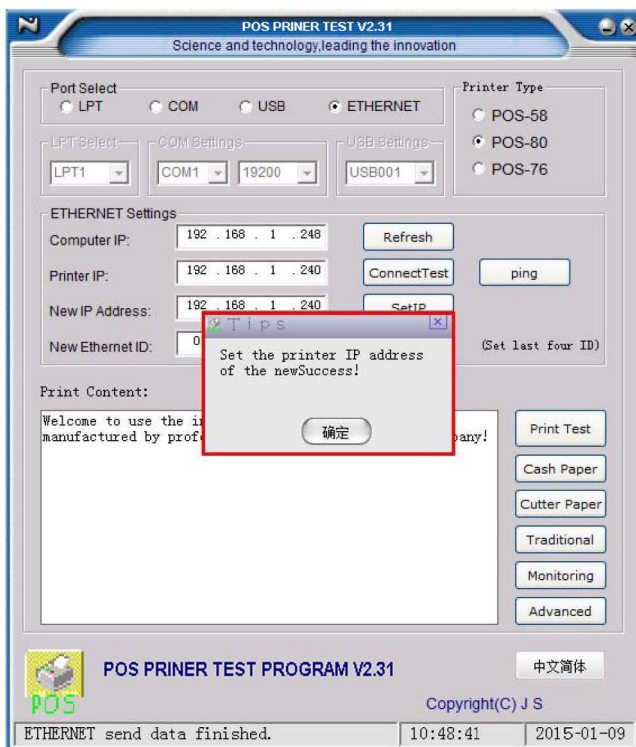 POS PRINER TEST V2.31
Science and technology,leading the innovation
Port Select
LPT COM USB ETHERNET
Printer Type
POS-58
POS-80
POS-76
LPT Select COM Settings USB Settings
LPT1 COM1 19200 USB001
ETHERNET Settings
Computer IP: 192 . 168 . 1 . 248 Refresh
Printer IP: 192 . 168 . 1 . 240 ConnectTest ping
New IP Address: 192 . 168 . 1 . 240 SetIP
New Ethernet ID: 0 (Set last four ID)
Tips
Set the printer IP address
of the newSuccess!
确定
Print Content:
Welcome to use the
manufactured by any!
Print Test
Cash Paper
Cutter Paper
Traditional
Monitoring
Advanced
POS
POS PRINER TEST PROGRAM V2.31
中文简体
Copyright(C) J S
ETHERNET send data finished. 10:48:41 2015-01-09